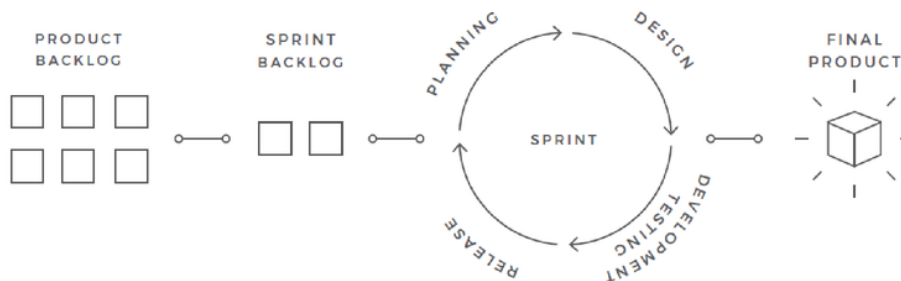 PRODUCT
BACKLOG
SPRINT
BACKLOG
PLANNING
DESIGN
SPRINT
DEVELOPMENT
TESTING
RELEASE
FINAL
PRODUCT